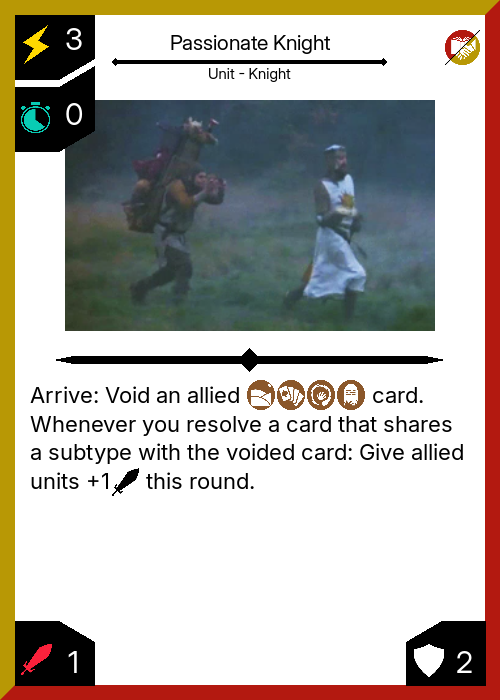 3
Passionate Knight
Unit - Knight
0
Arrive: Void an allied card.
Whenever you resolve a card that shares
a subtype with the voided card: Give allied
units +1 this round.
1
2